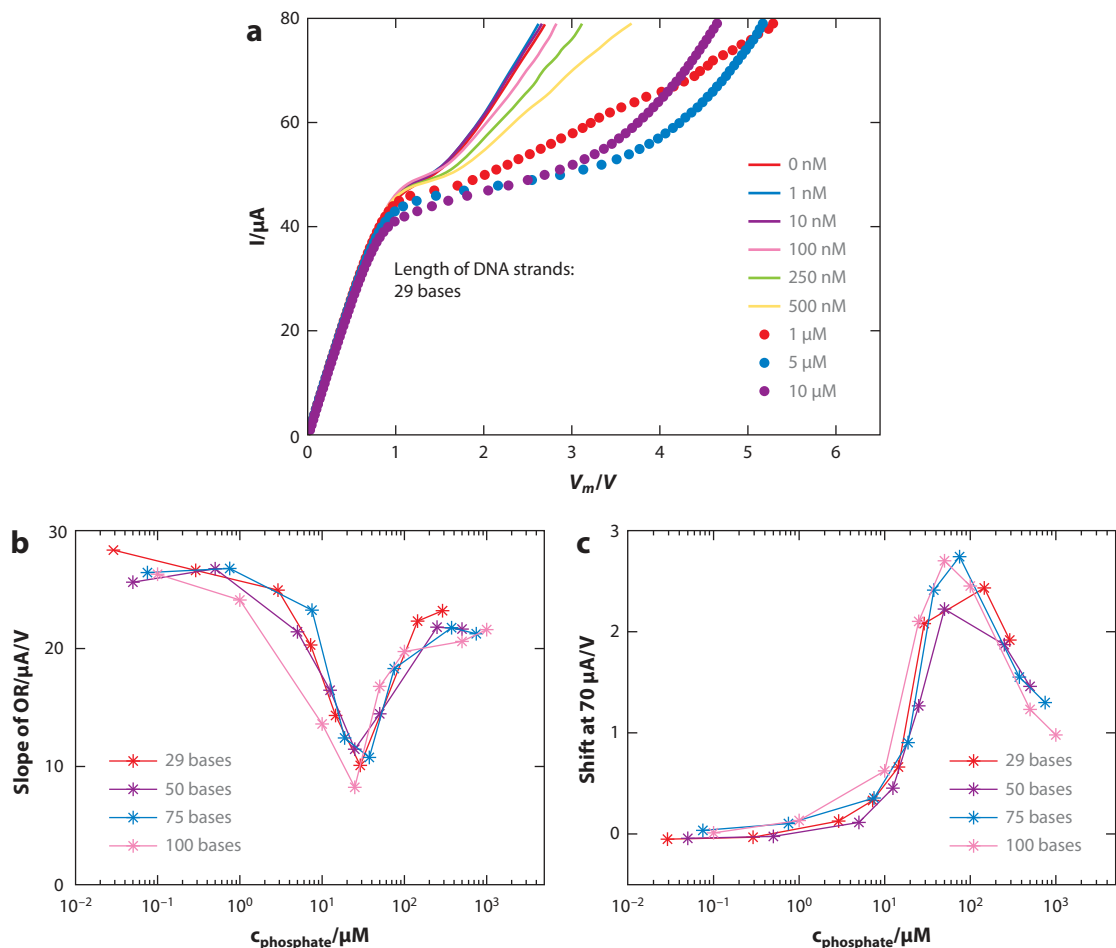 a
80
60
40
20
0
I/μA
0 1 2 3 4 5 6
V_m/V
Length of DNA strands:
29 bases
0 nM
1 nM
10 nM
100 nM
250 nM
500 nM
1 μM
5 μM
10 μM
b
30
20
10
0
Slope of OR/μA/V
29 bases
50 bases
75 bases
100 bases
10⁻² 10⁻¹ 10⁰ 10¹ 10² 10³
c_phosphate/μM
c
3
2
1
0
Shift at 70 μA/V
29 bases
50 bases
75 bases
100 bases
10⁻² 10⁻¹ 10⁰ 10¹ 10² 10³
c_phosphate/μM